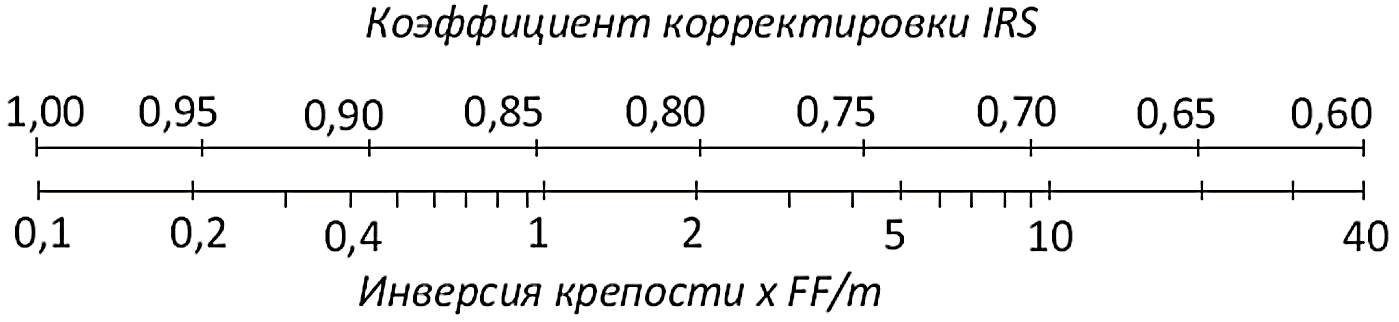 Коэффициент корректировки IRS
1,00 0,95 0,90 0,85 0,80 0,75 0,70 0,65 0,60
0,1 0,2 0,4 1 2 5 10 40
Инверсия крепости x FF/m